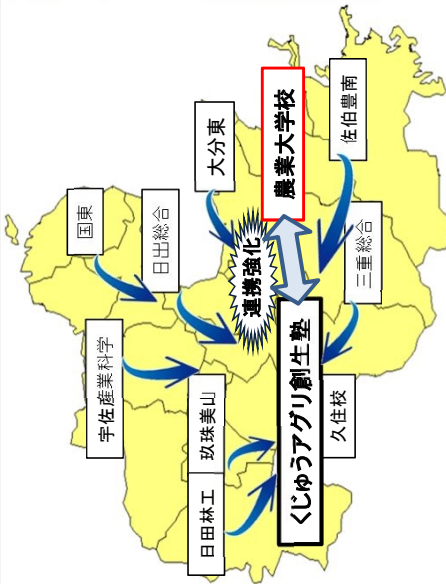 国東
日出総合
大分東
農業大学校
佐伯豊南
宇佐産業科学
連携強化
三重総合
玖珠美山
日田林工
くじゅうアグリ創生塾
久住校